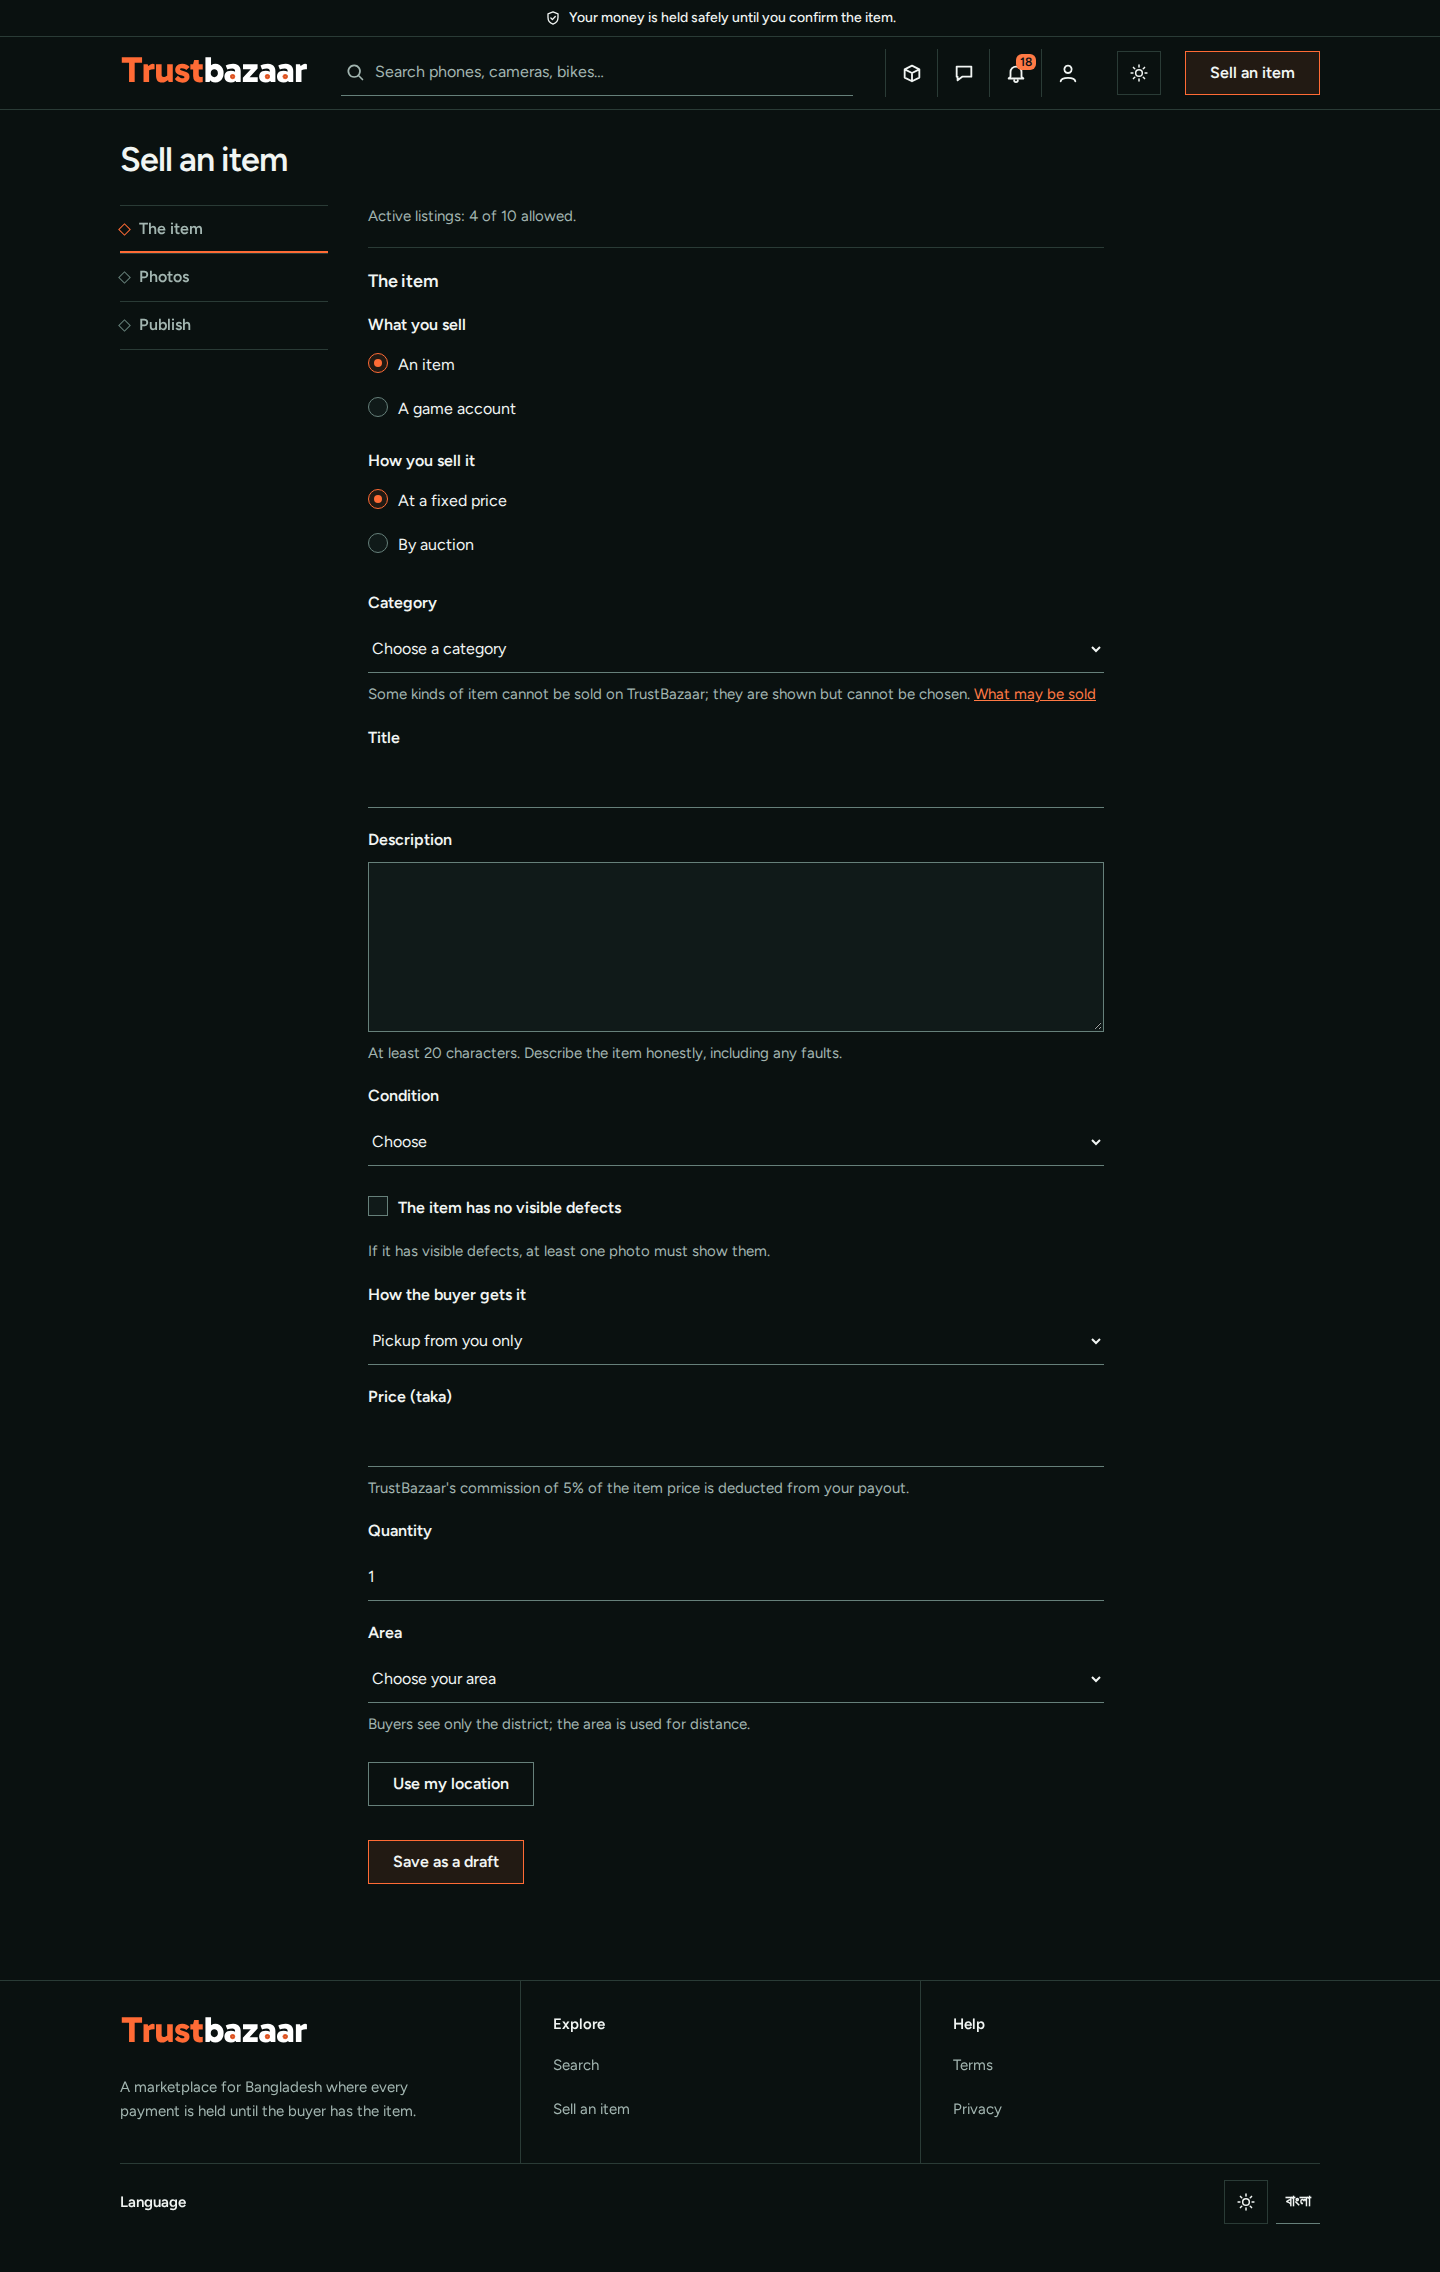 Your money is held safely until you confirm the item.
Trustbazaar
Search phones, cameras, bikes...
18
Sell an item
Sell an item
The item
Photos
Publish
Active listings: 4 of 10 allowed.
The item
What you sell
An item
A game account
How you sell it
At a fixed price
By auction
Category
Choose a category
Some kinds of item cannot be sold on TrustBazaar; they are shown but cannot be chosen. What may be sold
Title
Description
At least 20 characters. Describe the item honestly, including any faults.
Condition
Choose
The item has no visible defects
If it has visible defects, at least one photo must show them.
How the buyer gets it
Pickup from you only
Price (taka)
TrustBazaar's commission of 5% of the item price is deducted from your payout.
Quantity
1
Area
Choose your area
Buyers see only the district; the area is used for distance.
Use my location
Save as a draft
Trustbazaar
A marketplace for Bangladesh where every
payment is held until the buyer has the item.
Explore
Search
Sell an item
Help
Terms
Privacy
Language
বাংলা